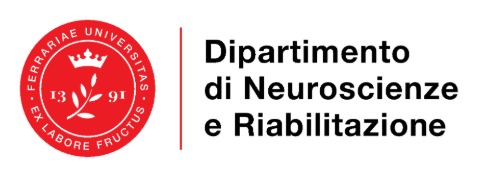 FERRARIAE UNIVERSITAS
13 91
EX LABORE FRUCTUS
Dipartimento
di Neuroscienze
e Riabilitazione